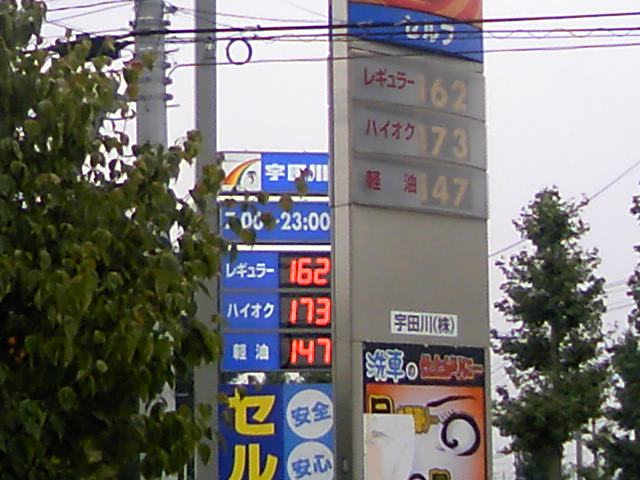 セルフ
レギュラー 162
ハイオク 173
軽油 147
宇田川(株)
洗車の
宇田川
7:00-23:00
レギュラー 162
ハイオク 173
軽油 147
セル
安全
安心